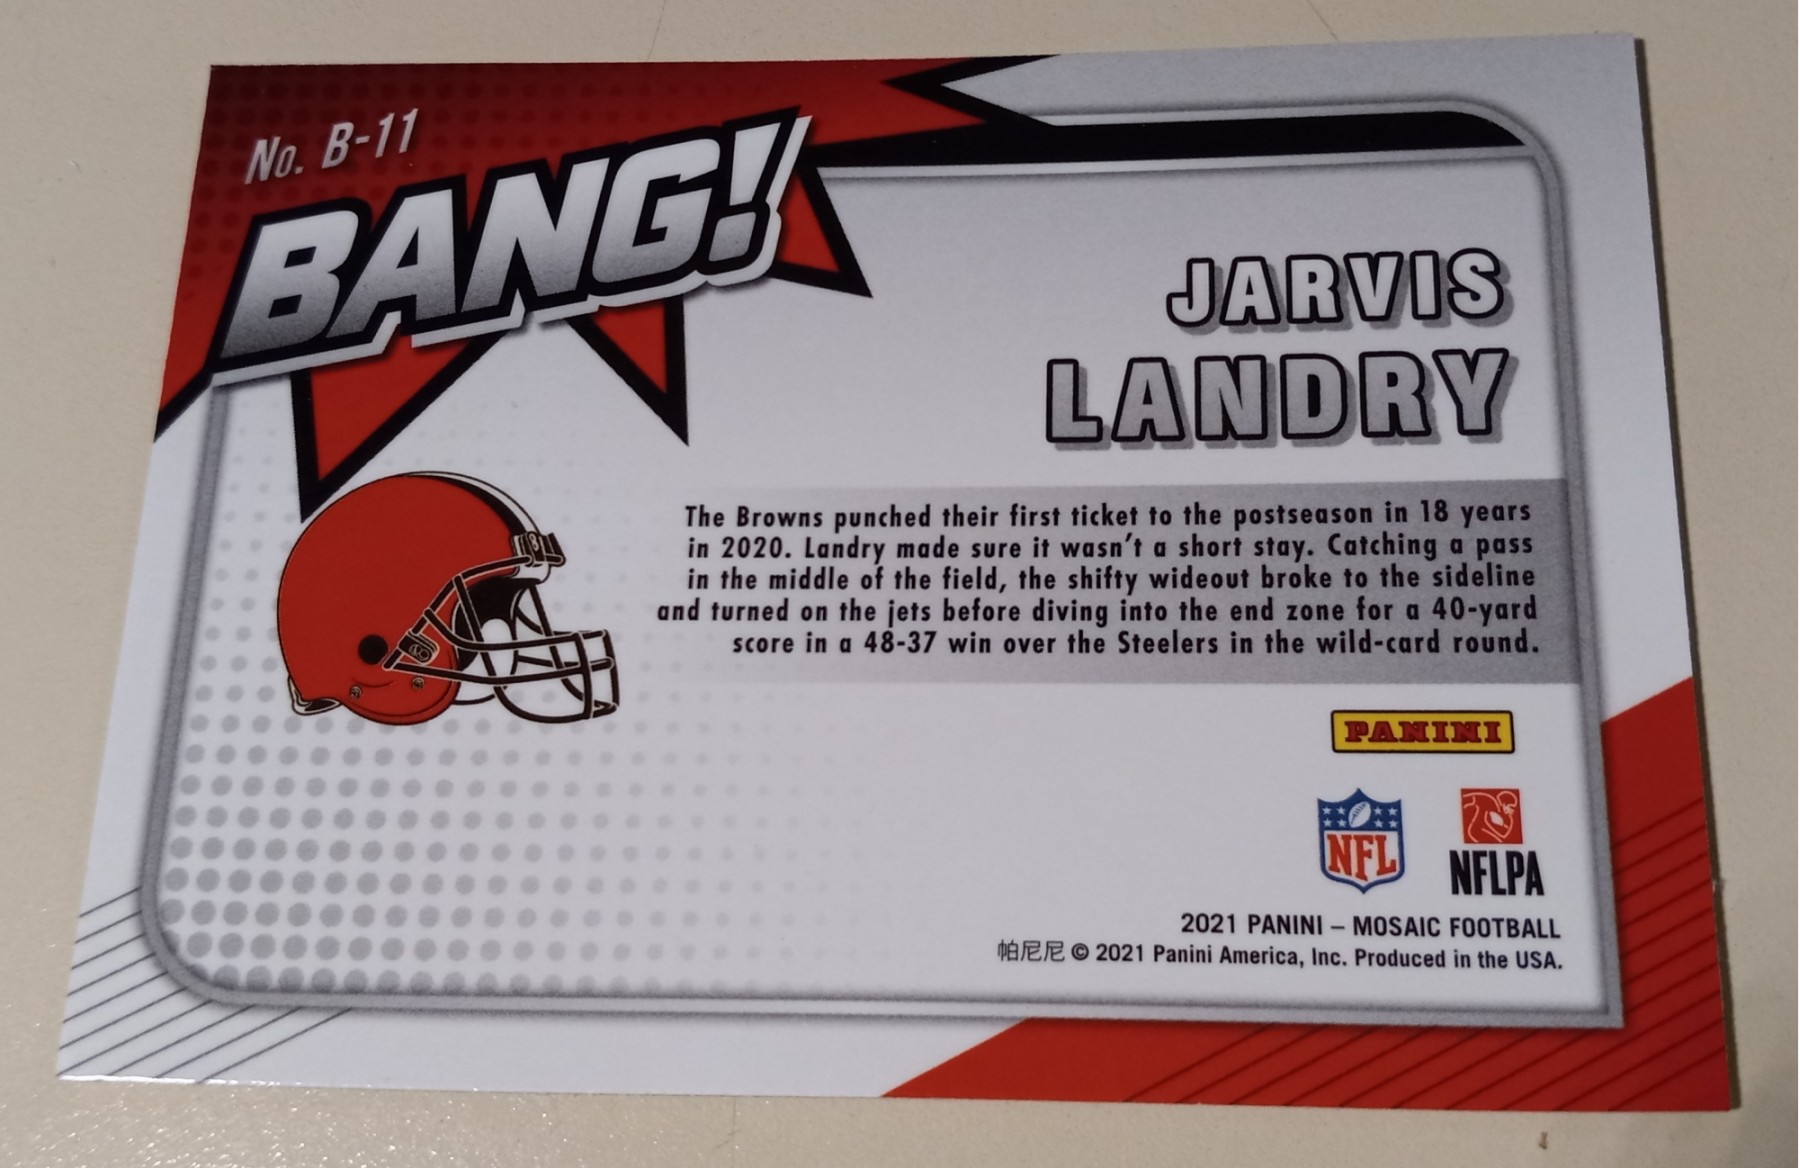 No. B-11
BANG!
JARVIS
LANDRY
The Browns punched their first ticket to the postseason in 18 years
in 2020. Landry made sure it wasn't a short stay. Catching a pass
in the middle of the field, the shifty wideout broke to the sideline
and turned on the jets before diving into the end zone for a 40-yard
score in a 48-37 win over the Steelers in the wild-card round.
PANINI
NFL
NFLPA
2021 PANINI – MOSAIC FOOTBALL
帕尼尼 © 2021 Panini America, Inc. Produced in the USA.